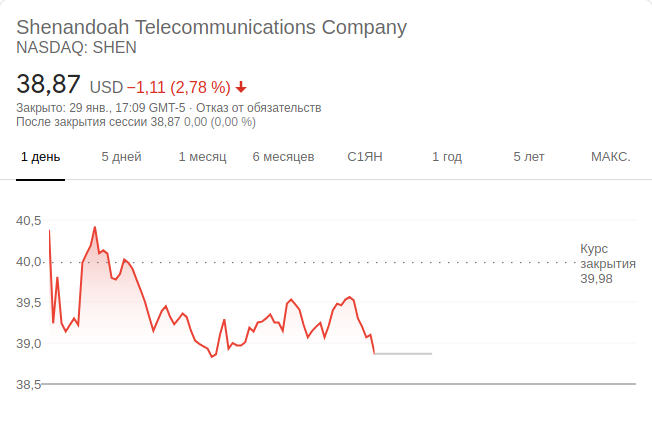 Shenandoah Telecommunications Company
NASDAQ: SHEN
38,87 USD −1,11 (2,78 %)
Закрыто: 29 янв., 17:09 GMT-5 · Отказ от обязательств
После закрытия сессии 38,87 0,00 (0,00 %)
1 день 5 дней 1 месяц 6 месяцев С1ЯН 1 год 5 лет МАКС.
40,5
Курс
закрытия
39,98
40,0
39,5
39,0
38,5